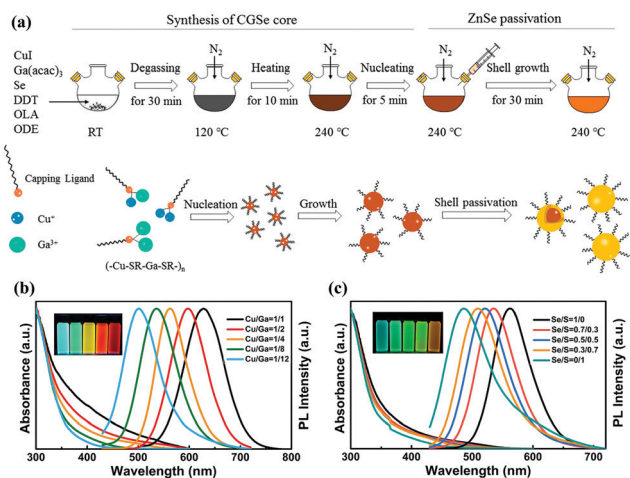 (a)
Synthesis of CGSe core
ZnSe passivation
CuI
Ga(acac)3
Se
DDT
OLA
ODE
Degassing
for 30 min
N2
Heating
for 10 min
N2
Nucleating
for 5 min
N2
Shell growth
for 30 min
N2
RT
120 °C
240 °C
240 °C
240 °C
Capping Ligand
Cu+
Ga3+
(-Cu-SR-Ga-SR-)n
Nucleation
Growth
Shell passivation
(b)
Absorbance (a.u.)
PL Intensity (a.u.)
Cu/Ga=1/1
Cu/Ga=1/2
Cu/Ga=1/4
Cu/Ga=1/8
Cu/Ga=1/12
300 400 500 600 700 800
Wavelength (nm)
(c)
Absorbance (a.u.)
PL Intensity (a.u.)
Se/S=1/0
Se/S=0.7/0.3
Se/S=0.5/0.5
Se/S=0.3/0.7
Se/S=0/1
300 400 500 600 700
Wavelength (nm)